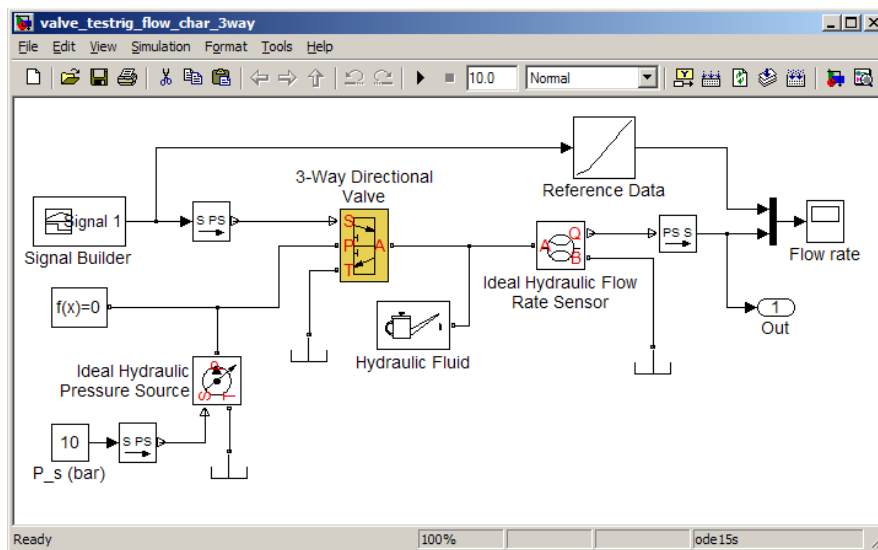 valve_testrig_flow_char_3way
File Edit View Simulation Format Tools Help
10.0 Normal
3-Way Directional
Valve
Reference Data
Signal 1
Signal Builder
S PS
S
P A
T
A Q
B
PS S
Flow rate
Ideal Hydraulic Flow
Rate Sensor
f(x)=0
Hydraulic Fluid
1
Out
Ideal Hydraulic
Pressure Source
P
S T
10
S PS
P_s (bar)
Ready 100% ode15s